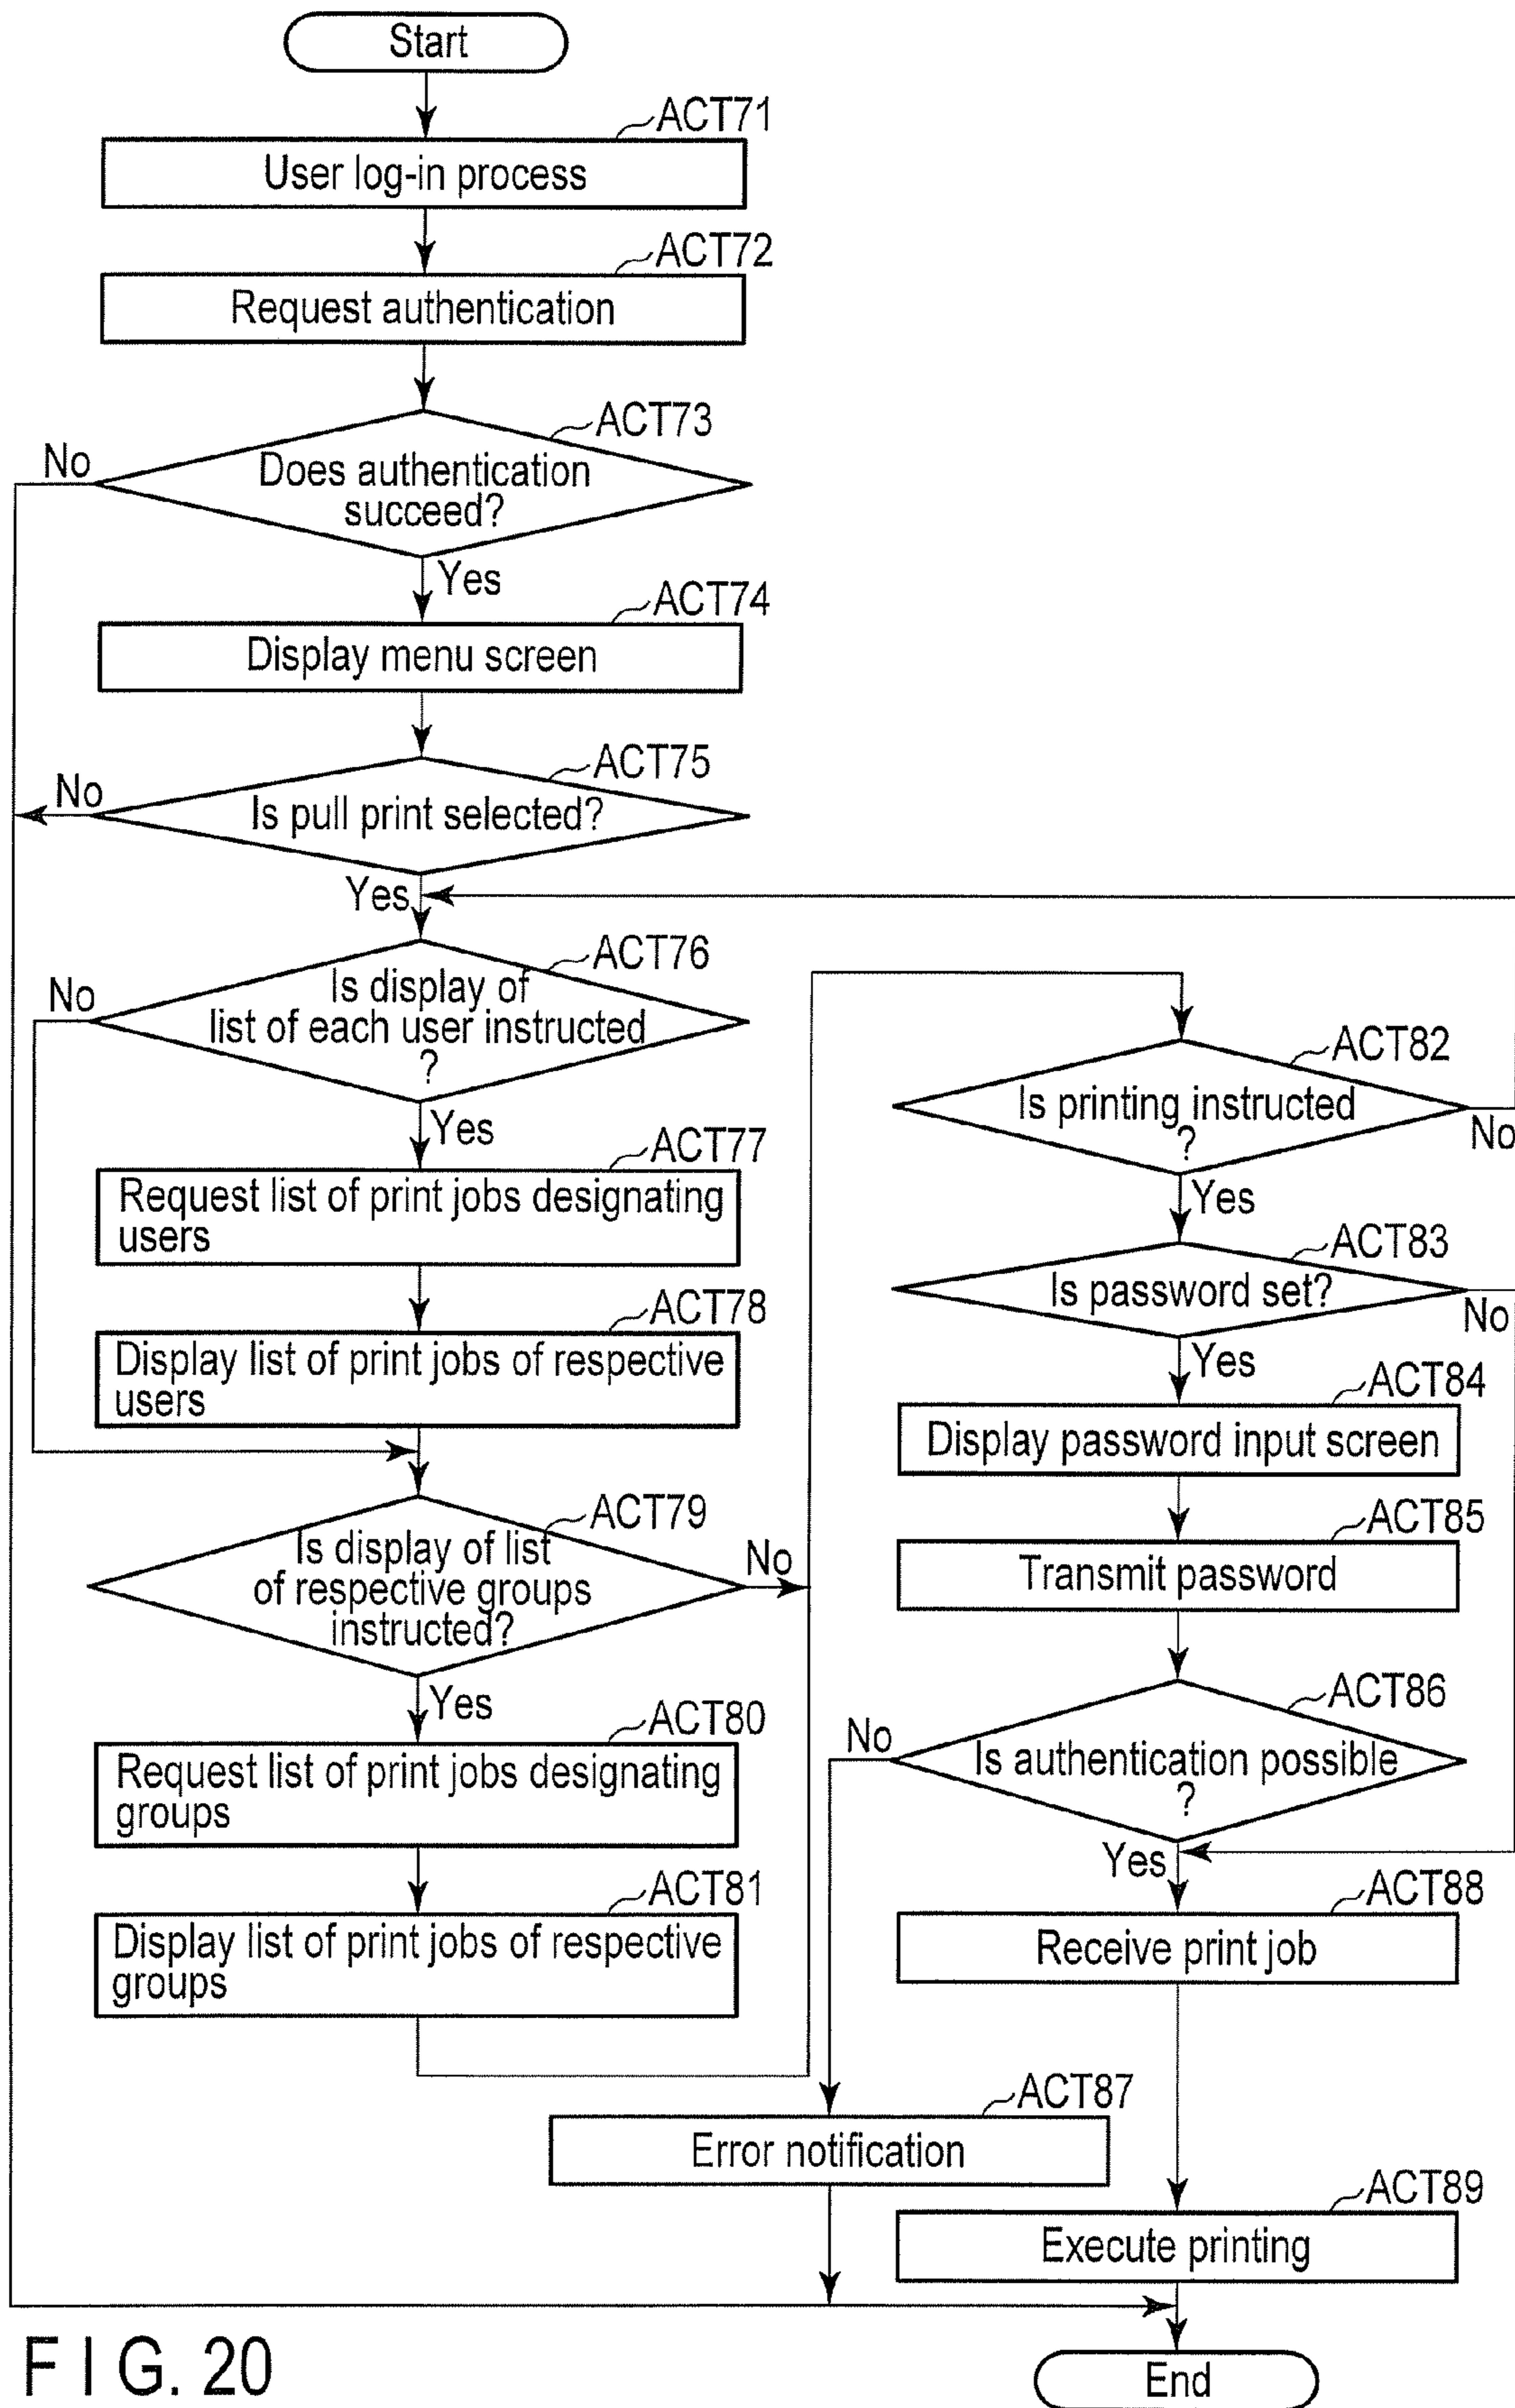 Start
ACT71
User log-in process
ACT72
Request authentication
ACT73
No
Does authentication
succeed?
Yes
ACT74
Display menu screen
ACT75
No
Is pull print selected?
Yes
ACT76
No
Is display of
list of each user instructed
?
Yes
ACT77
Request list of print jobs designating
users
ACT78
Display list of print jobs of respective
users
ACT79
Is display of list
of respective groups
instructed?
No
Yes
ACT80
Request list of print jobs designating
groups
ACT81
Display list of print jobs of respective
groups
ACT82
Is printing instructed
?
No
Yes
ACT83
Is password set?
No
Yes
ACT84
Display password input screen
ACT85
Transmit password
ACT86
No
Is authentication possible
?
Yes
ACT88
Receive print job
ACT87
Error notification
ACT89
Execute printing
End
FIG. 20